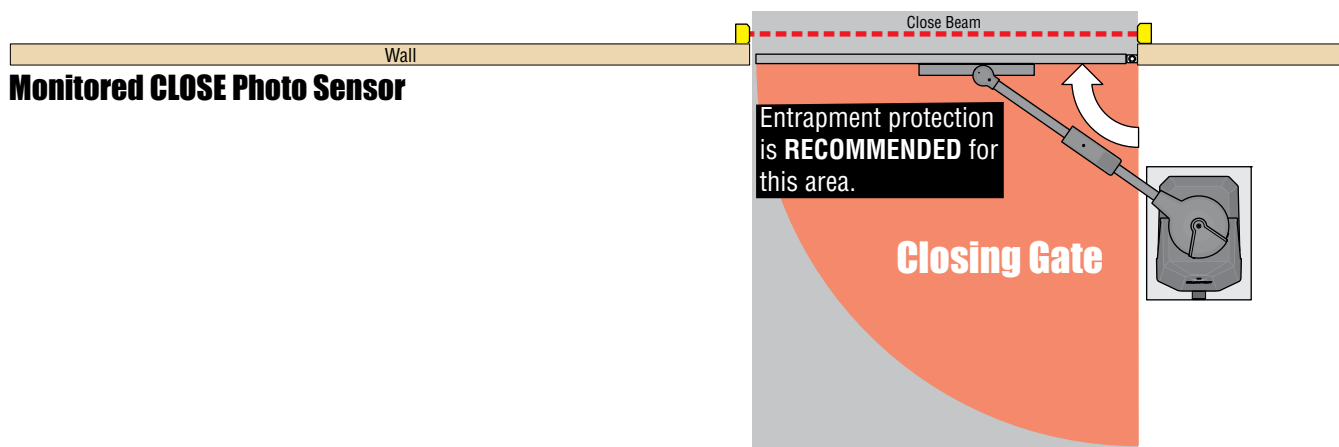 Close Beam
Wall
Monitored CLOSE Photo Sensor
Entrapment protection
is RECOMMENDED for
this area.
Closing Gate